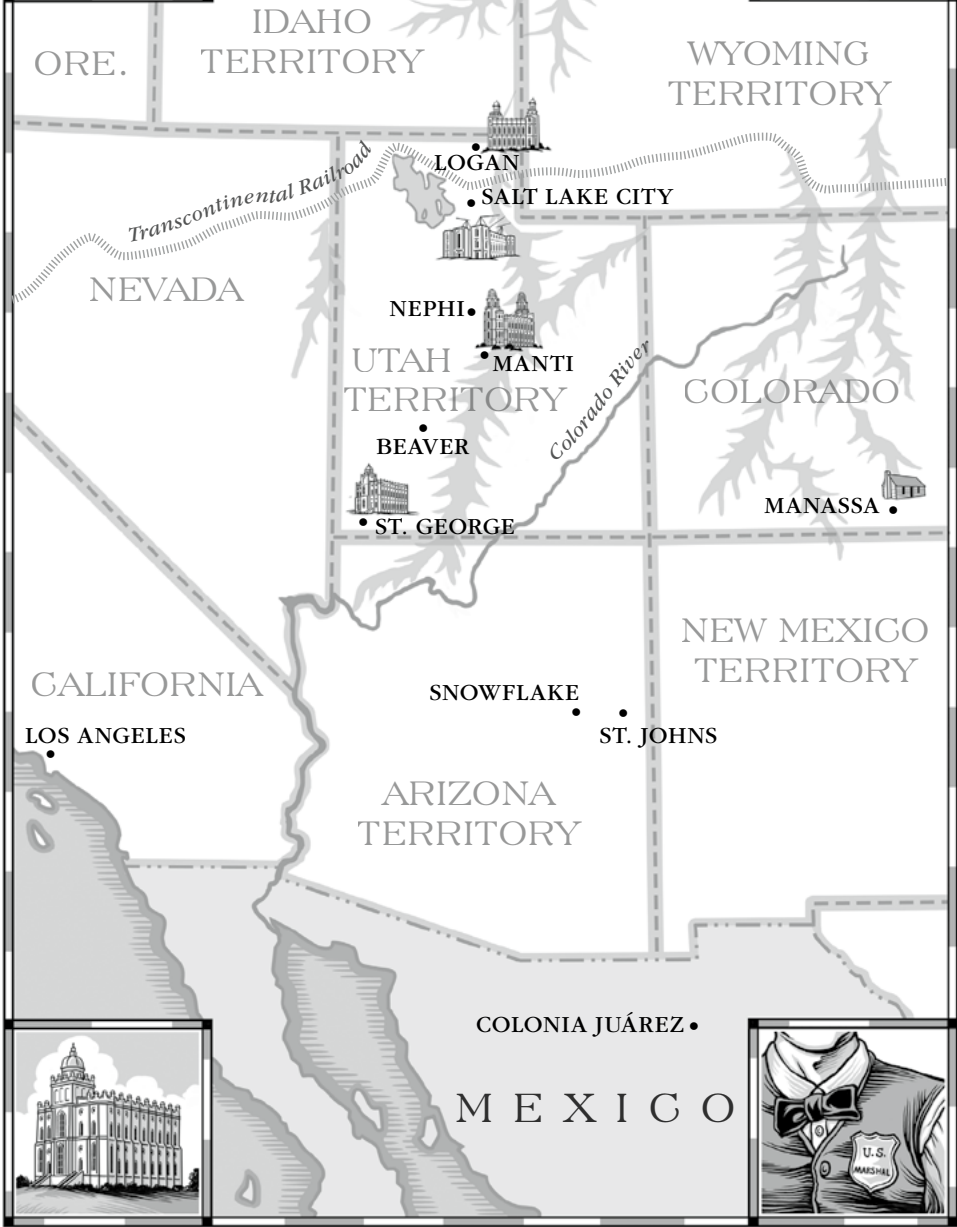 IDAHO
TERRITORY
ORE.
WYOMING
TERRITORY
LOGAN
Transcontinental Railroad
SALT LAKE CITY
NEVADA
NEPHI
UTAH
TERRITORY
MANTI
Colorado River
COLORADO
BEAVER
MANASSA
ST. GEORGE
NEW MEXICO
TERRITORY
CALIFORNIA
SNOWFLAKE
LOS ANGELES
ST. JOHNS
ARIZONA
TERRITORY
COLONIA JUÁREZ
MEXICO
U.S.
MARSHAL